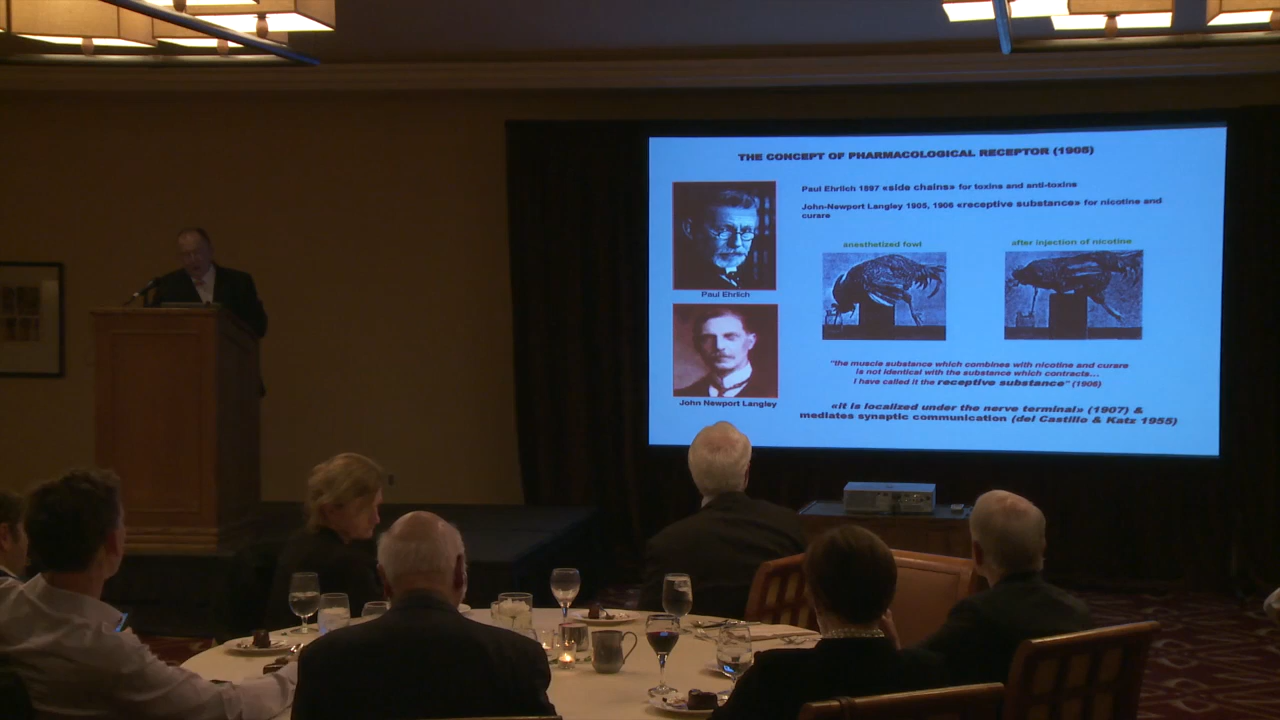 THE CONCEPT OF PHARMACOLOGICAL RECEPTOR (1905)
Paul Ehrlich 1897 «side chains» for toxins and anti-toxins
John-Newport Langley 1905, 1906 «receptive substance» for nicotine and
curare
anesthetized fowl
after injection of nicotine
Paul Ehrlich
John Newport Langley
"the muscle substance which combines with nicotine and curare
is not identical with the substance which contracts...
I have called it the receptive substance" (1906)
«it is localized under the nerve terminal» (1907) &
mediates synaptic communication (del Castillo & Katz 1955)